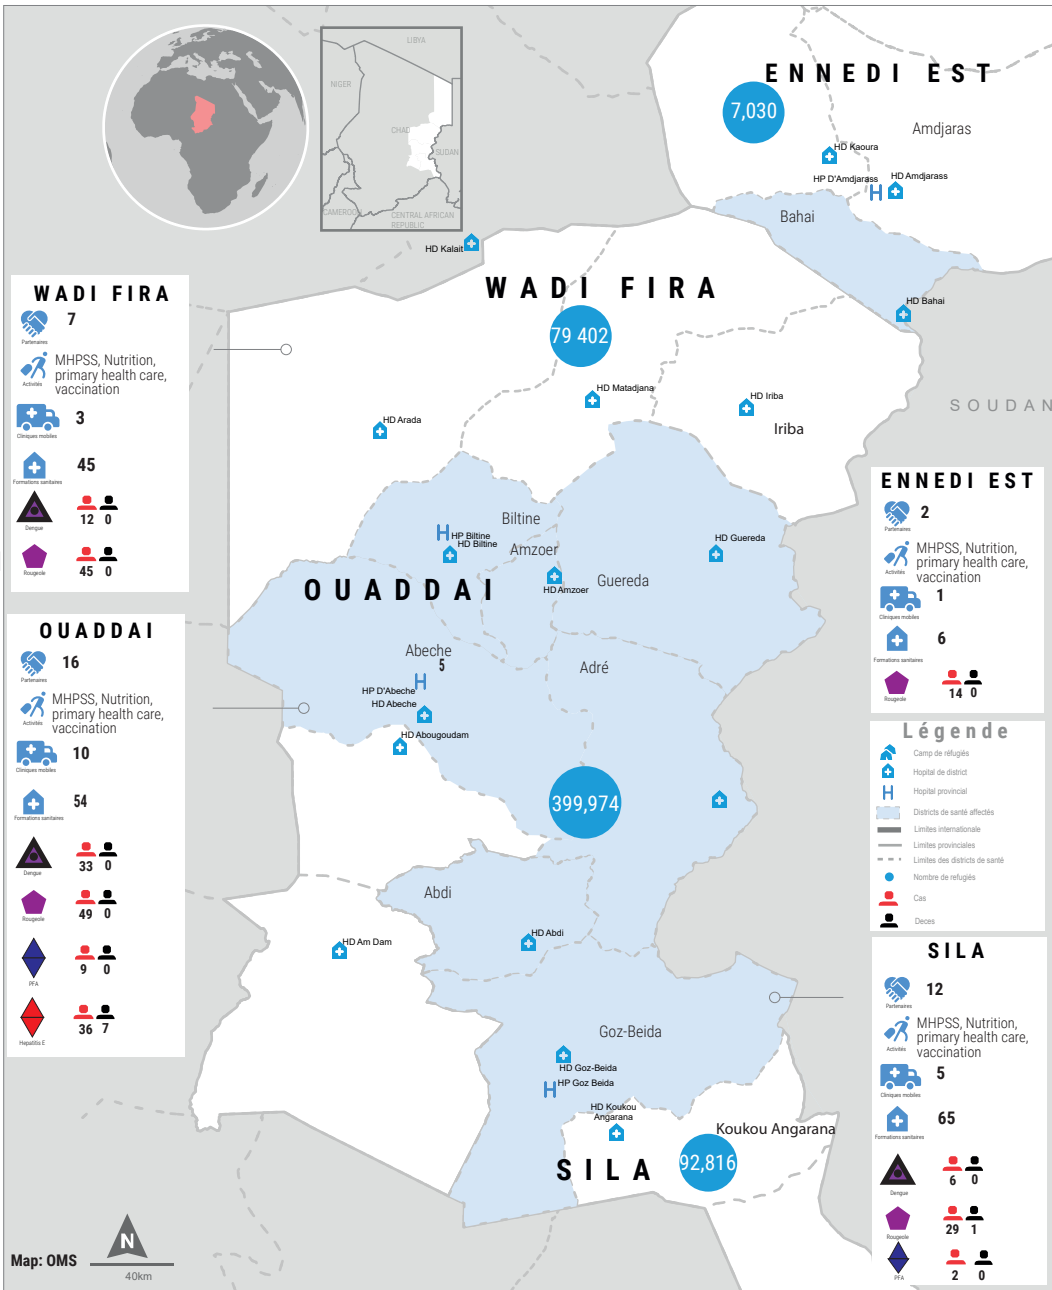 LIBYA
NIGER
CHAD
SUDAN
CAMEROON
CENTRAL AFRICAN
REPUBLIC
ENNEDI EST
7,030
Amdjaras
HD Kaoura
HP D'Amdjarass
HD Amdjarass
Bahai
HD Bahai
HD Kalait
WADI FIRA
79 402
HD Matadjana
HD Iriba
Iriba
HD Arada
SOUDAN
Biltine
HP Biltine
HD Biltine
Amzoer
HD Amzoer
Guereda
HD Guereda
OUADDAI
Abeche
5
HP D'Abeche
HD Abeche
HD Abougoudam
Adré
399,974
Abdi
HD Abdi
HD Am Dam
Goz-Beida
HD Goz-Beida
HP Goz Beida
HD Koukou
Angarana
Koukou Angarana
SILA
92,816
WADI FIRA
7
Partenaires
MHPSS, Nutrition,
primary health care,
vaccination
Activités
3
Cliniques mobiles
45
Formations sanitaires
12 0
Dengue
45 0
Rougeole
OUADDAI
16
Partenaires
MHPSS, Nutrition,
primary health care,
vaccination
Activités
10
Cliniques mobiles
54
Formations sanitaires
33 0
Dengue
49 0
Rougeole
9 0
PFA
36 7
Hepatitis E
ENNEDI EST
2
Partenaires
MHPSS, Nutrition,
primary health care,
vaccination
Activités
1
Cliniques mobiles
6
Formations sanitaires
14 0
Rougeole
Légende
Camp de réfugiés
Hopital de district
Hopital provincial
Districts de santé affectés
Limites internationale
Limites provinciales
Limites des districts de santé
Nombre de refugiés
Cas
Deces
SILA
12
Partenaires
MHPSS, Nutrition,
primary health care,
vaccination
Activités
5
Cliniques mobiles
65
Formations sanitaires
6 0
Dengue
29 1
Rougeole
2 0
PFA
Map: OMS
N
40km